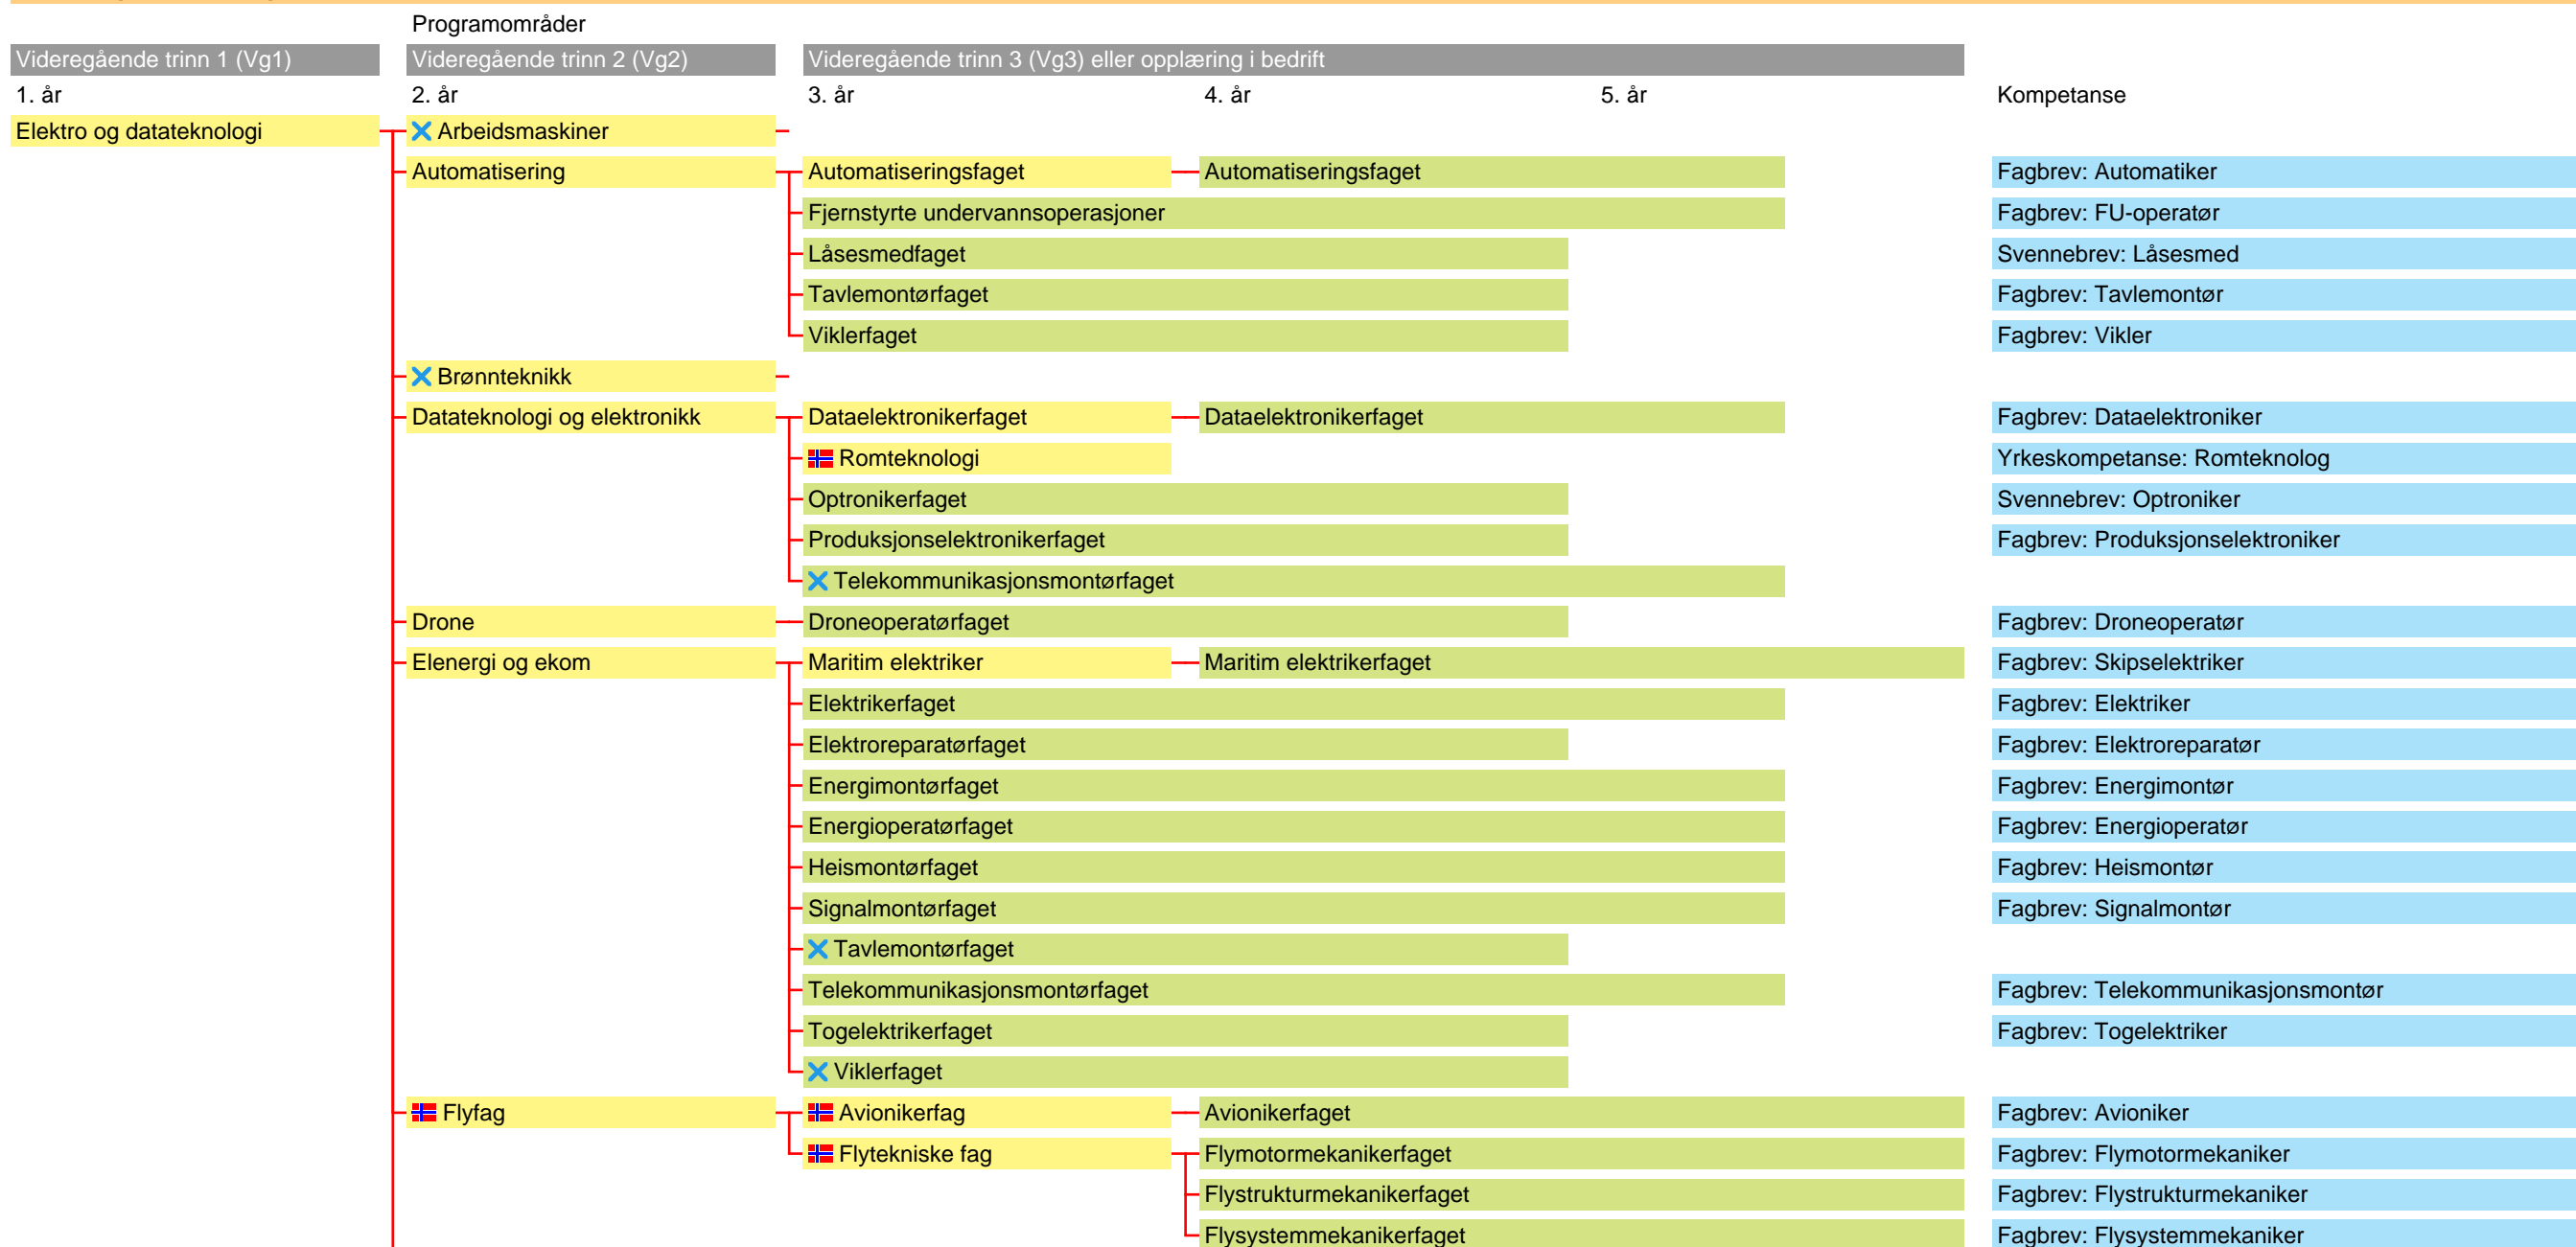 Programområder
Videregående trinn 1 (Vg1) Videregående trinn 2 (Vg2) Videregående trinn 3 (Vg3) eller opplæring i bedrift
1. år 2. år 3. år 4. år 5. år Kompetanse
Elektro og datateknologi Arbeidsmaskiner
Automatisering Automatiseringsfaget Automatiseringsfaget Fagbrev: Automatiker
Fjernstyrte undervannsoperasjoner Fagbrev: FU-operatør
Låsesmedfaget Svennebrev: Låsesmed
Tavlemontørfaget Fagbrev: Tavlemontør
Viklerfaget Fagbrev: Vikler
Brønnteknikk
Datateknologi og elektronikk Dataelektronikerfaget Dataelektronikerfaget Fagbrev: Dataelektroniker
Romteknologi Yrkeskompetanse: Romteknolog
Optronikerfaget Svennebrev: Optroniker
Produksjonselektronikerfaget Fagbrev: Produksjonselektroniker
Telekommunikasjonsmontørfaget
Drone Droneoperatørfaget Fagbrev: Droneoperatør
Elenergi og ekom Maritim elektriker Maritim elektrikerfaget Fagbrev: Skipselektriker
Elektrikerfaget Fagbrev: Elektriker
Elektroreparatørfaget Fagbrev: Elektroreparatør
Energimontørfaget Fagbrev: Energimontør
Energioperatørfaget Fagbrev: Energioperatør
Heismontørfaget Fagbrev: Heismontør
Signalmontørfaget Fagbrev: Signalmontør
Tavlemontørfaget
Telekommunikasjonsmontørfaget Fagbrev: Telekommunikasjonsmontør
Togelektrikerfaget Fagbrev: Togelektriker
Viklerfaget
Flyfag Avionikerfag Avionikerfaget Fagbrev: Avioniker
Flytekniske fag Flymotormekanikerfaget Fagbrev: Flymotormekaniker
Flystrukturmekanikerfaget Fagbrev: Flystrukturmekaniker
Flysystemmekanikerfaget Fagbrev: Flysystemmekaniker